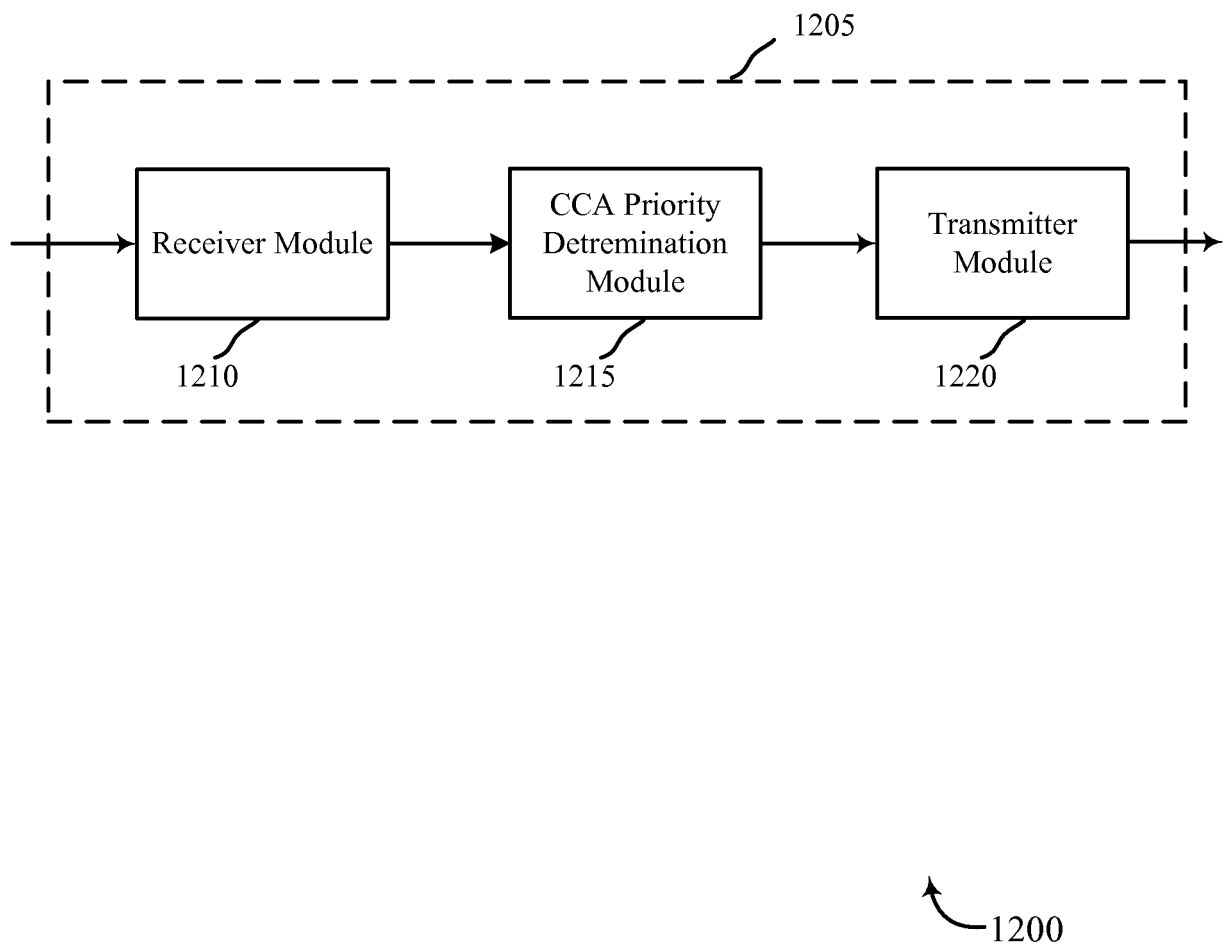 1205
Receiver Module
CCA Priority
Detremination
Module
Transmitter
Module
1210
1215
1220
1200